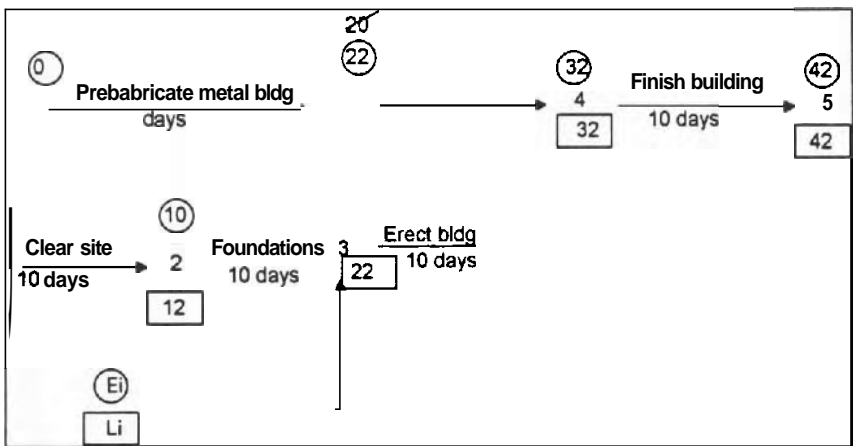 20
0
22
32
42
Prebabricate metal bldg
days
4
Finish building
10 days
5
32
42
10
Clear site
10 days
2
Foundations
10 days
3
Erect bldg
10 days
22
12
Ei
Li